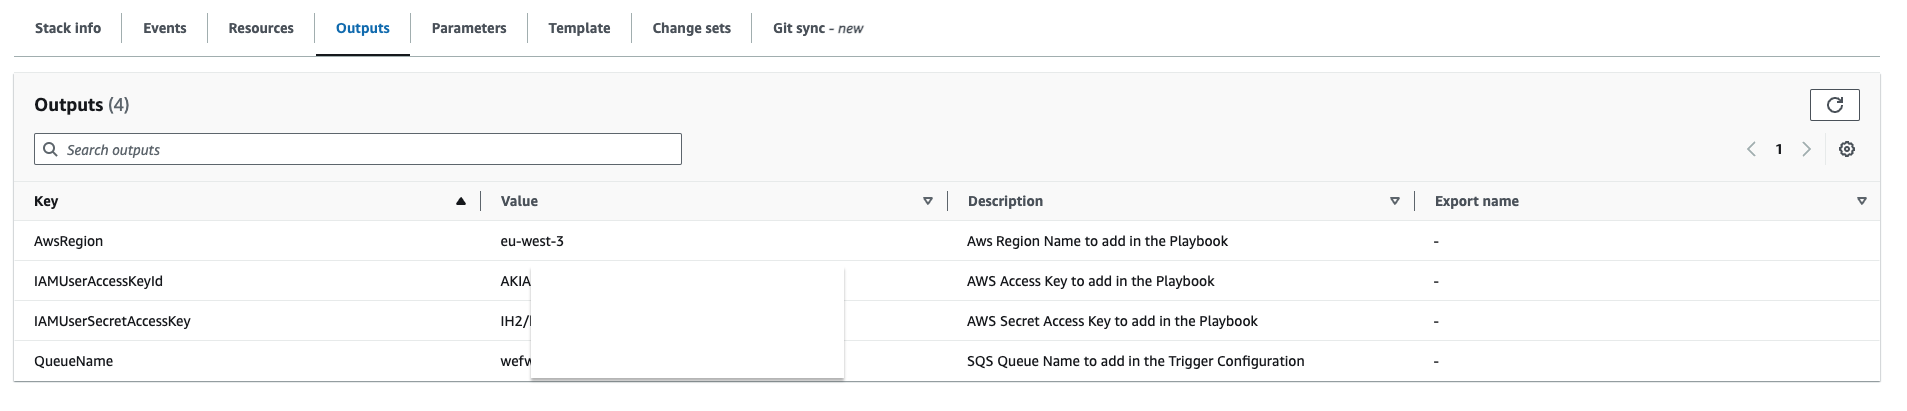 Stack info Events Resources Outputs Parameters Template Change sets Git sync - new
Outputs (4)
Search outputs
1
Key Value Description Export name
AwsRegion eu-west-3 Aws Region Name to add in the Playbook -
IAMUserAccessKeyId AKIA AWS Access Key to add in the Playbook -
IAMUserSecretAccessKey IH2/ AWS Secret Access Key to add in the Playbook -
QueueName wefw SQS Queue Name to add in the Trigger Configuration -